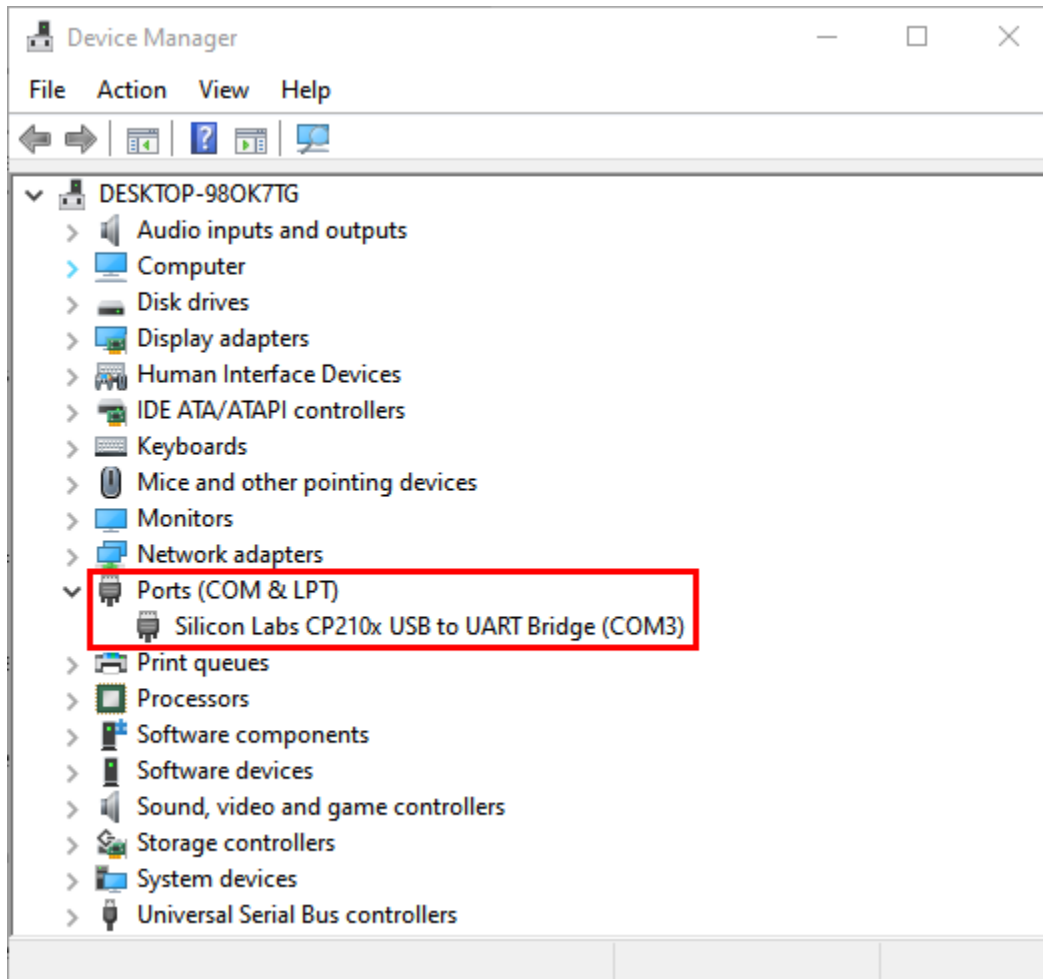 Device Manager
File Action View Help
DESKTOP-98OK7TG
Audio inputs and outputs
Computer
Disk drives
Display adapters
Human Interface Devices
IDE ATA/ATAPI controllers
Keyboards
Mice and other pointing devices
Monitors
Network adapters
Ports (COM & LPT)
Silicon Labs CP210x USB to UART Bridge (COM3)
Print queues
Processors
Software components
Software devices
Sound, video and game controllers
Storage controllers
System devices
Universal Serial Bus controllers